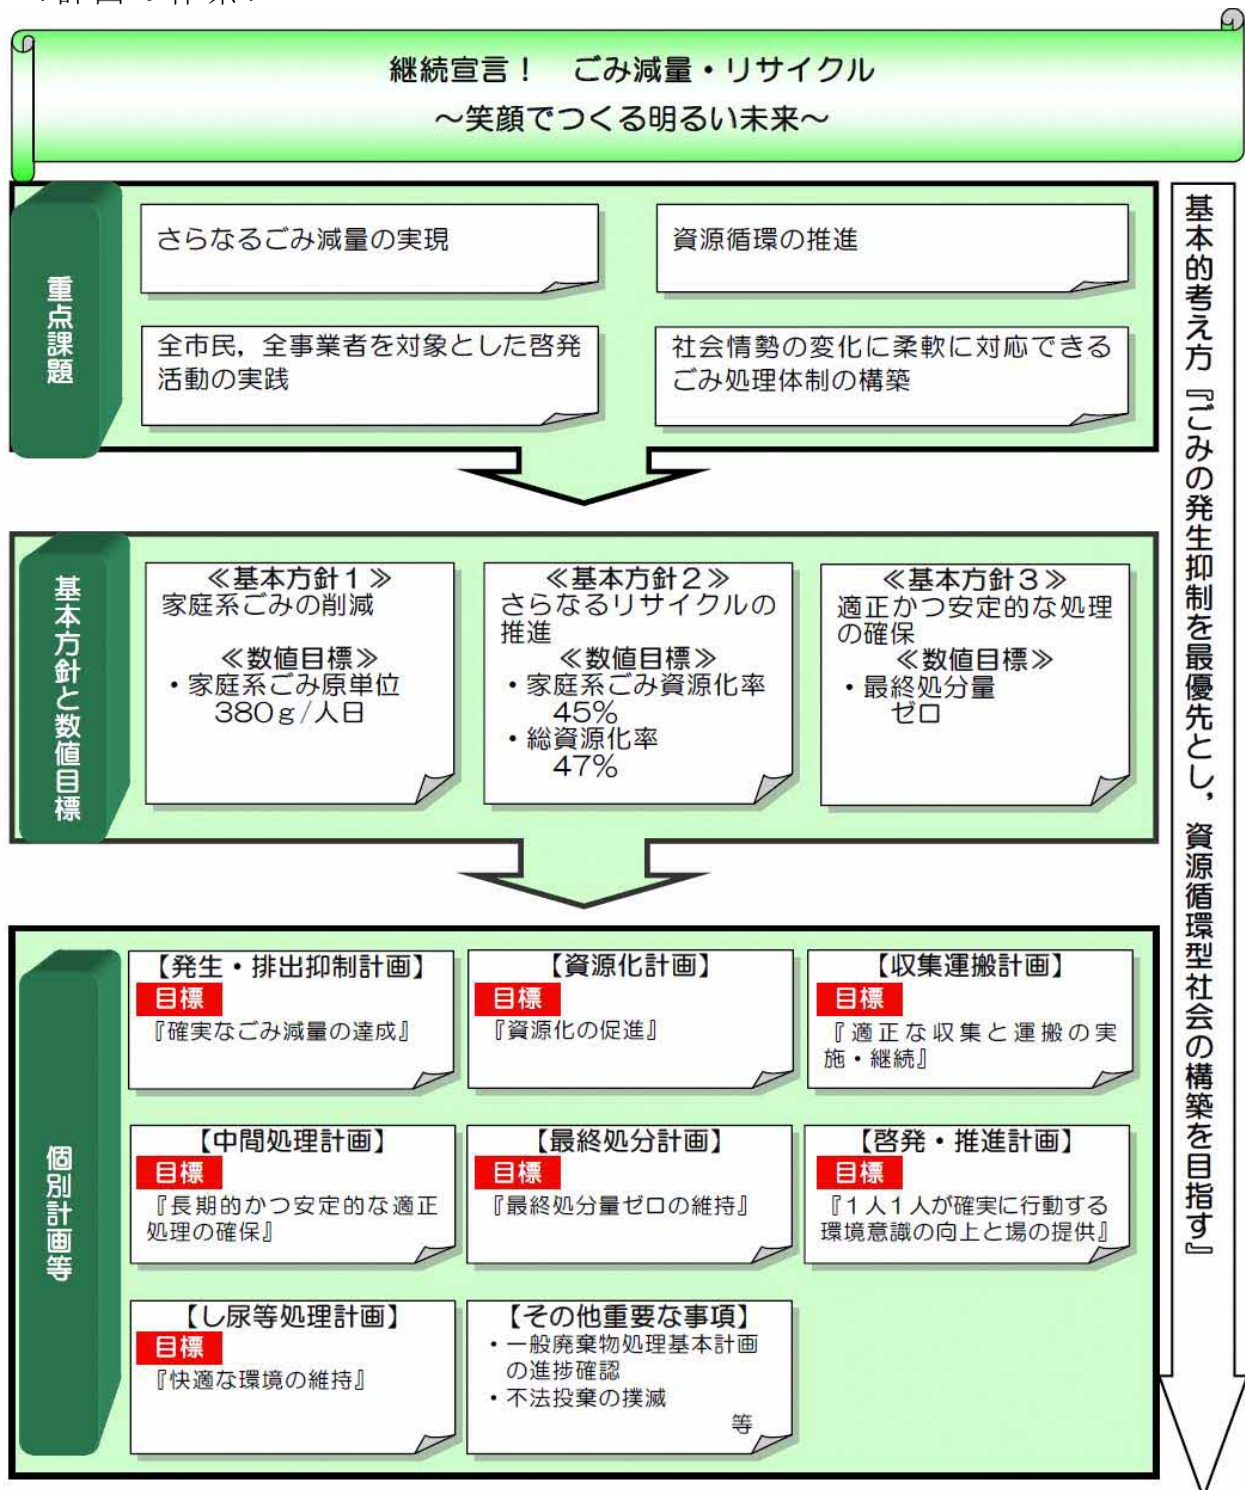 継続宣言！　ごみ減量・リサイクル
～笑顔でつくる明るい未来～
重点課題
さらなるごみ減量の実現
資源循環の推進
全市民，全事業者を対象とした啓発
活動の実践
社会情勢の変化に柔軟に対応できる
ごみ処理体制の構築
基本方針と数値目標
≪基本方針１≫
家庭系ごみの削減
≪数値目標≫
・家庭系ごみ原単位
380ｇ/人日
≪基本方針２≫
さらなるリサイクルの
推進
≪数値目標≫
・家庭系ごみ資源化率
45%
・総資源化率
47%
≪基本方針３≫
適正かつ安定的な処理
の確保
≪数値目標≫
・最終処分量
ゼロ
個別計画等
【発生・排出抑制計画】
目標
『確実なごみ減量の達成』
【資源化計画】
目標
『資源化の促進』
【収集運搬計画】
目標
『適正な収集と運搬の実
施・継続』
【中間処理計画】
目標
『長期的かつ安定的な適正
処理の確保』
【最終処分計画】
目標
『最終処分量ゼロの維持』
【啓発・推進計画】
目標
『１人１人が確実に行動する
環境意識の向上と場の提供』
【し尿等処理計画】
目標
『快適な環境の維持』
【その他重要な事項】
・一般廃棄物処理基本計画
の進捗確認
・不法投棄の撲滅
等
基本的考え方『ごみの発生抑制を最優先とし，資源循環型社会の構築を目指す』